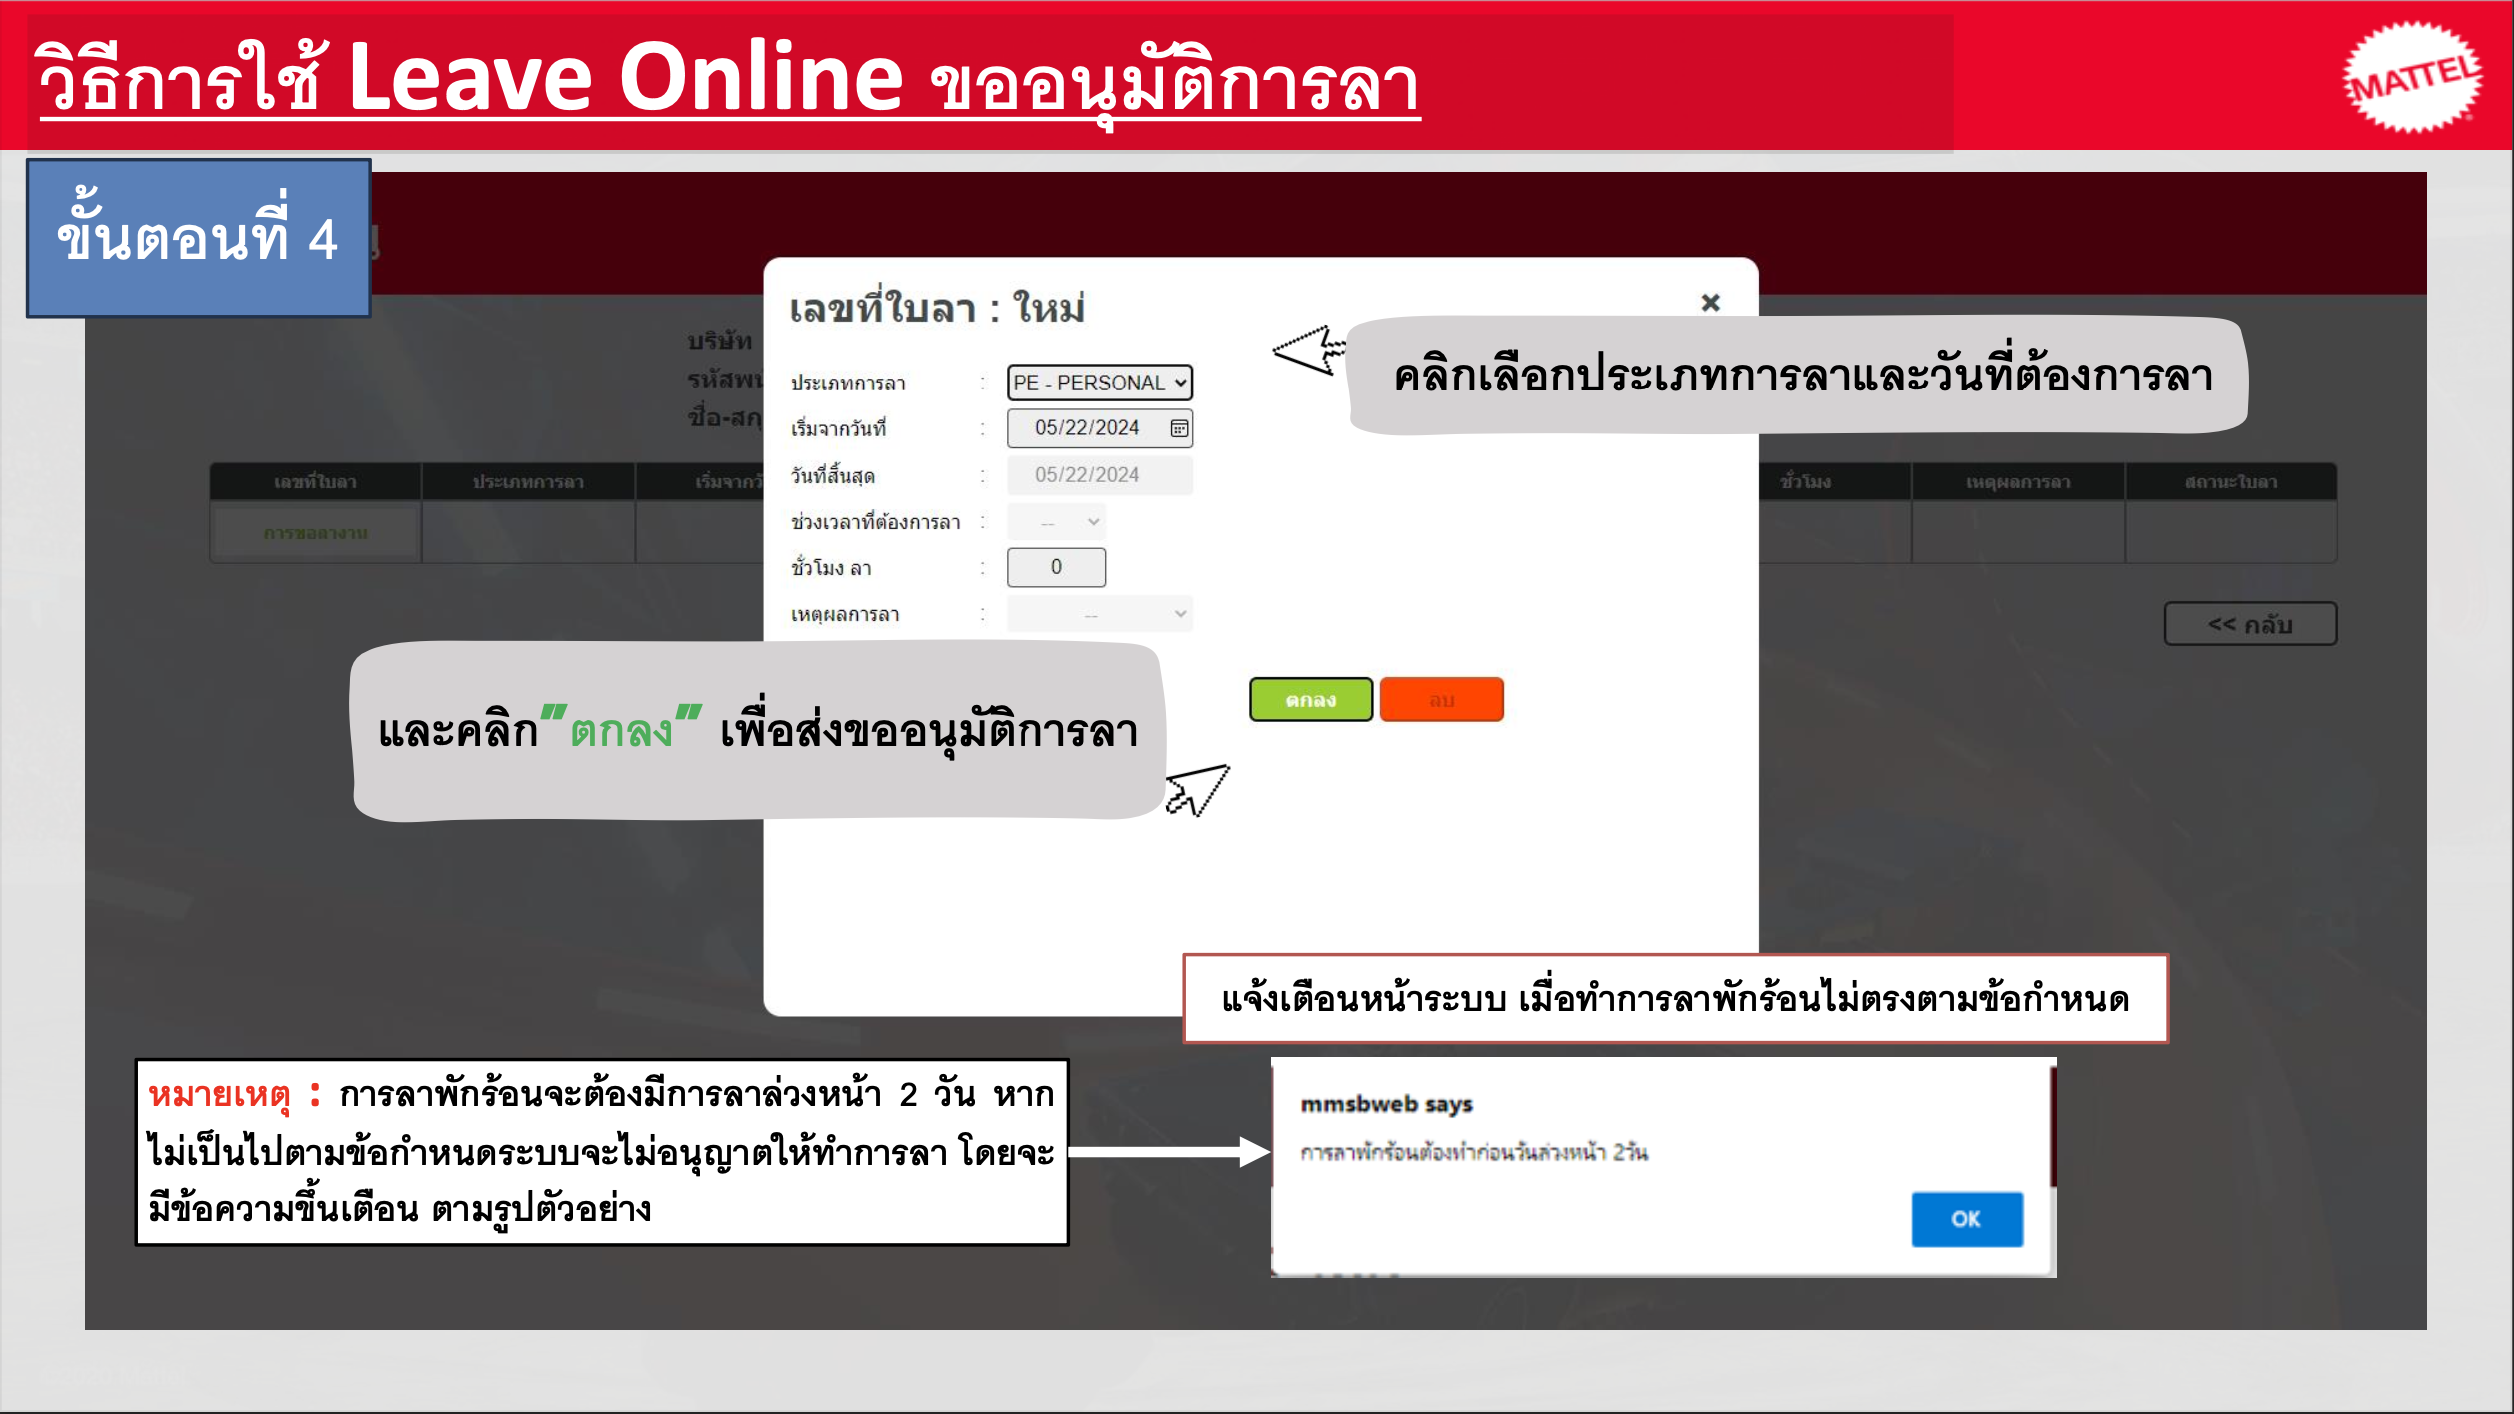 วิธีการใช้ Leave Online ขออนุมัติการลา
MATTEL
ขั้นตอนที่ 4
เลขที่ใบลา : ใหม่
×
บริษัท
รหัสพน
ชื่อ-สกุ
คลิกเลือกประเภทการลาและวันที่ต้องการลา
ประเภทการลา : PE - PERSONAL
เริ่มจากวันที่ : 05/22/2024
วันที่สิ้นสุด : 05/22/2024
ช่วงเวลาที่ต้องการลา : --
ชั่วโมง ลา : 0
เหตุผลการลา : --
เลขที่ใบลา ประเภทการลา เริ่มจากวั ชั่วโมง เหตุผลการลา สถานะใบลา
การขอลางาน
<< กลับ
ตกลง ลบ
และคลิก"ตกลง" เพื่อส่งขออนุมัติการลา
แจ้งเตือนหน้าระบบ เมื่อทำการลาพักร้อนไม่ตรงตามข้อกำหนด
หมายเหตุ : การลาพักร้อนจะต้องมีการลาล่วงหน้า 2 วัน หาก
ไม่เป็นไปตามข้อกำหนดระบบจะไม่อนุญาตให้ทำการลา โดยจะ
มีข้อความขึ้นเตือน ตามรูปตัวอย่าง
mmsbweb says
การลาพักร้อนต้องทำก่อนวันล่วงหน้า 2วัน
OK